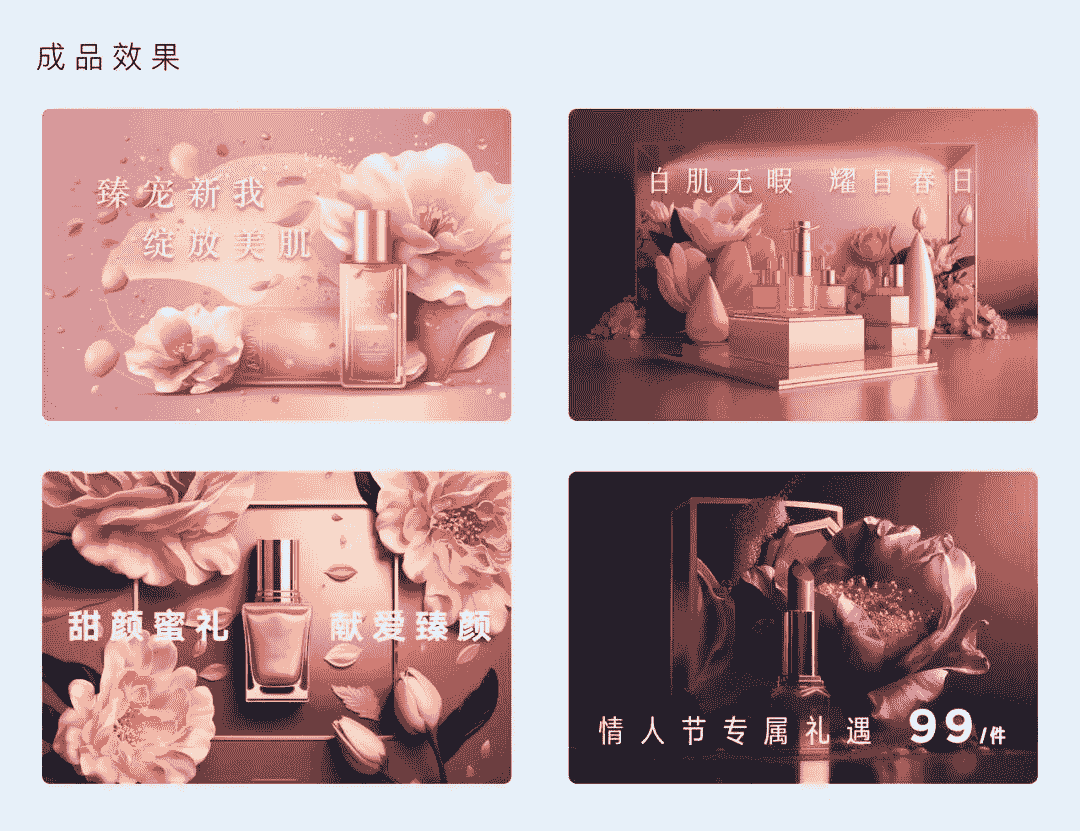 成品效果
臻宠新我
绽放美肌
白肌无暇 耀目春日
甜颜蜜礼 献爱臻颜
情人节专属礼遇 99/件